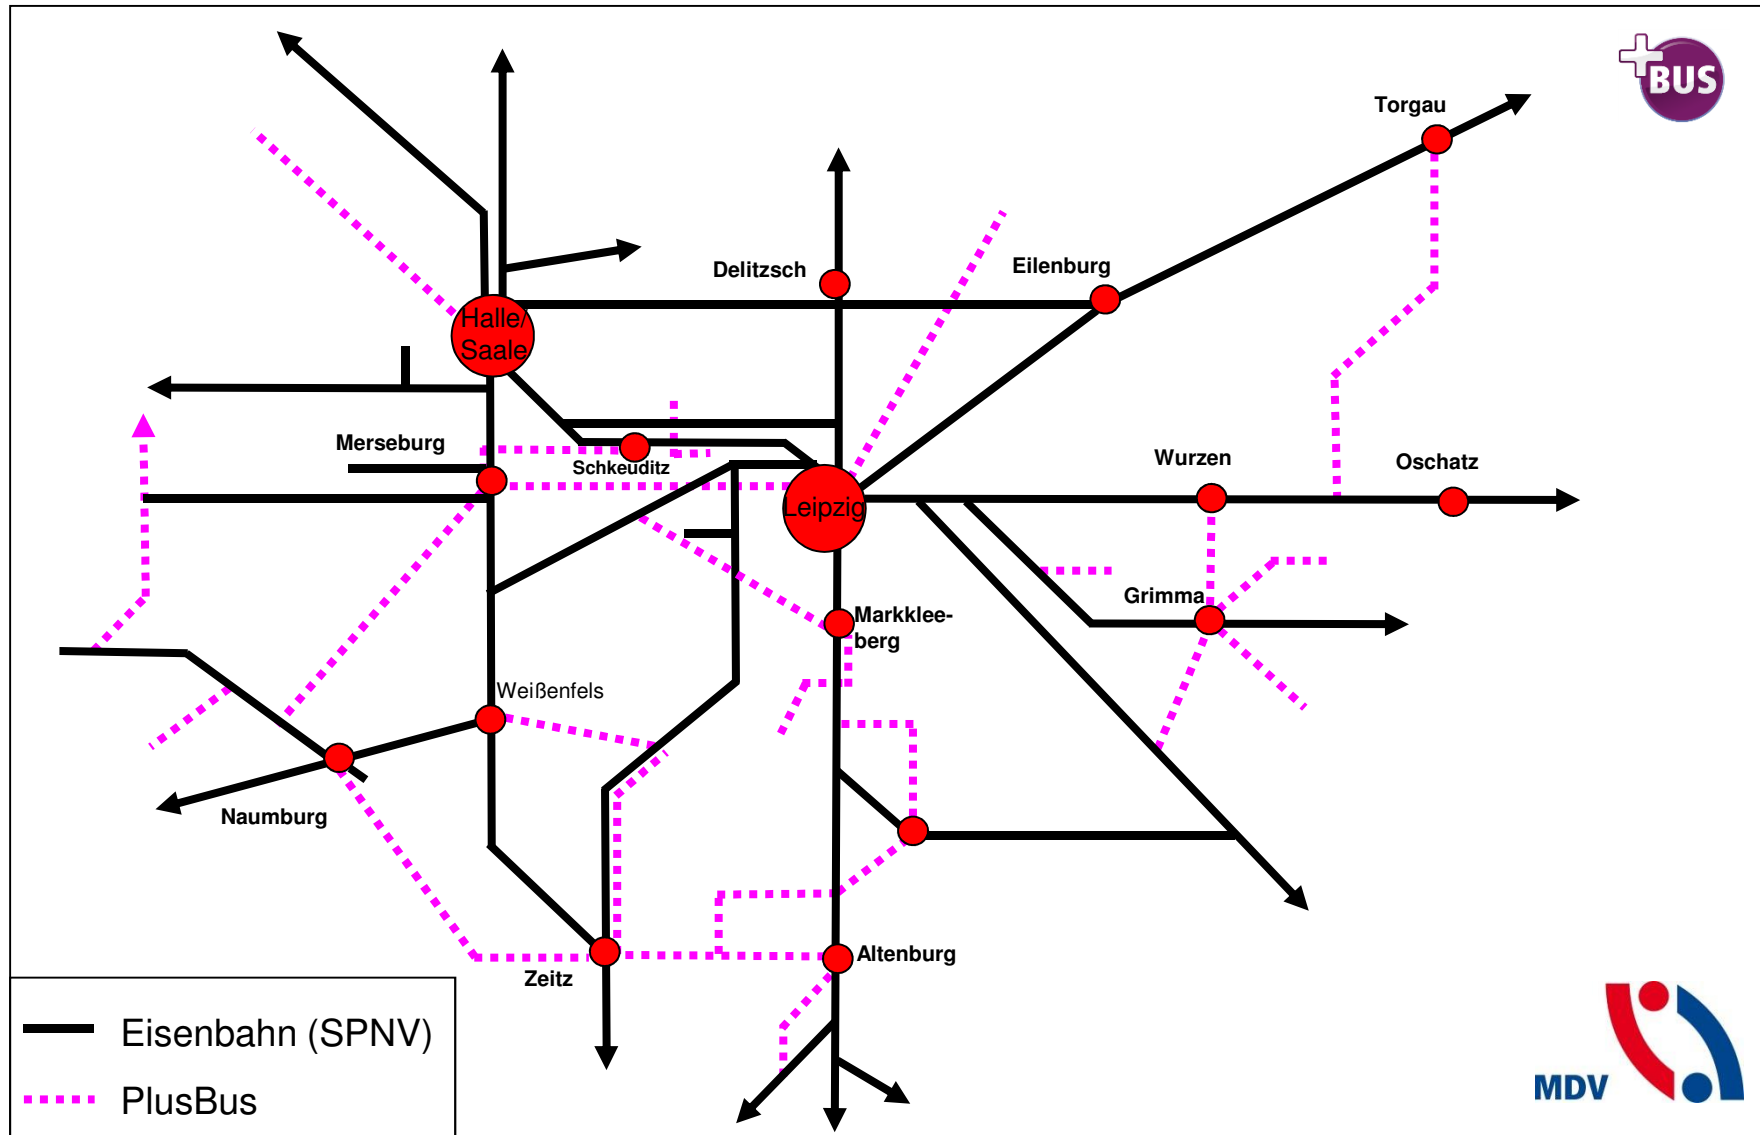 BUS
Torgau
Delitzsch
Eilenburg
Halle/
Saale
Merseburg
Schkeuditz
Wurzen
Oschatz
Leipzig
Grimma
Markklee-
berg
Weißenfels
Naumburg
Altenburg
Zeitz
Eisenbahn (SPNV)
PlusBus
MDV